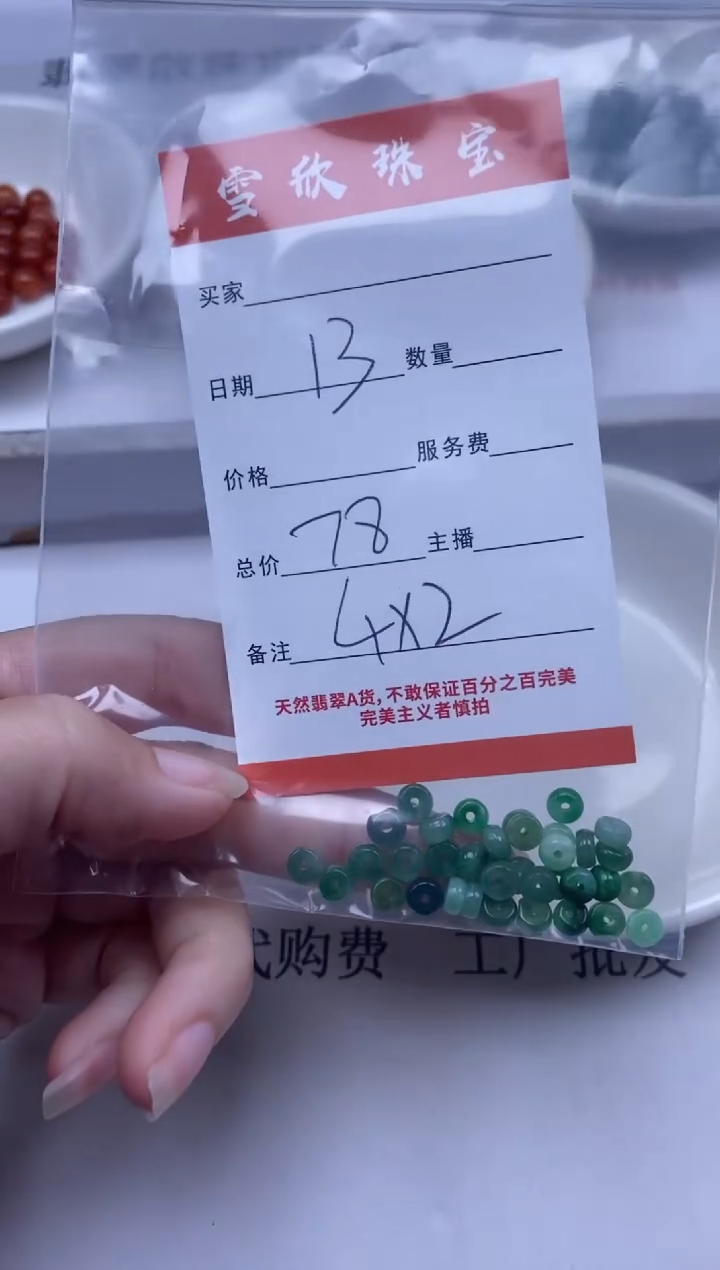 雪欣珠宝
买家
日期 13 数量
价格 服务费
总价 78 主播
备注 4X2
天然翡翠A货，不敢保证百分之百完美
完美主义者慎拍
代购费 工厂批发